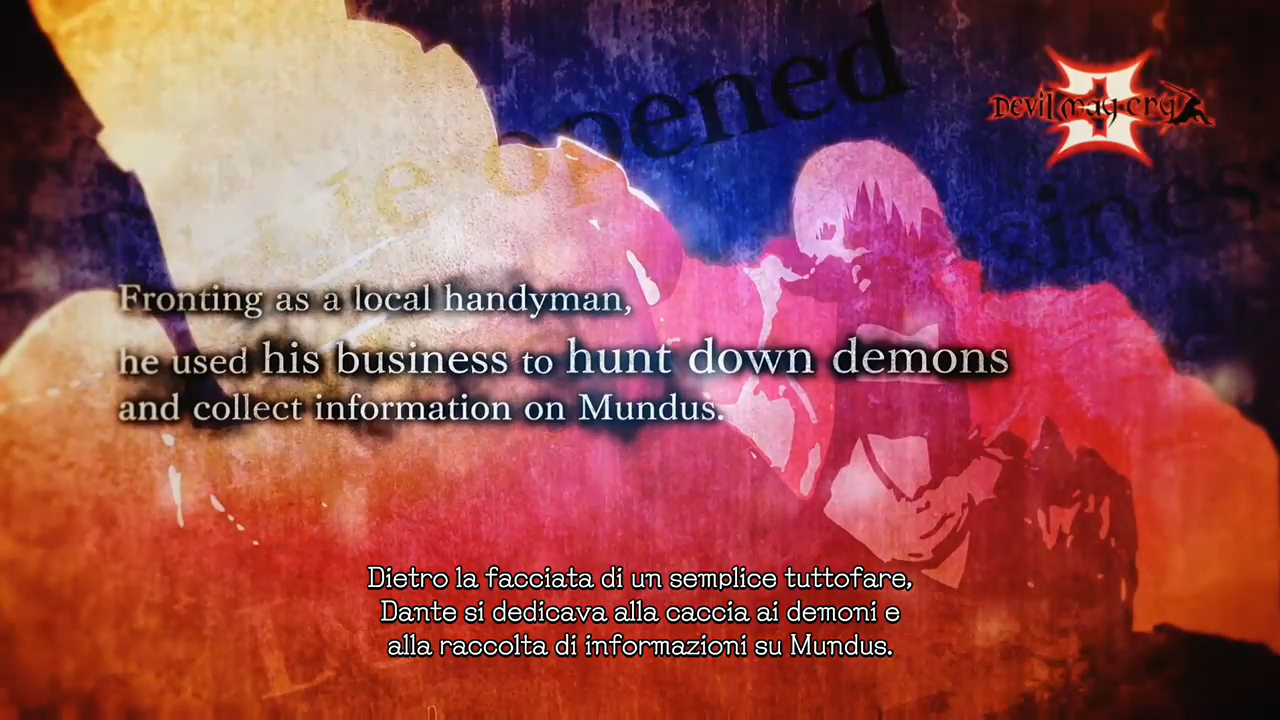 opened
Devil may cry
3
Fronting as a local handyman,
he used his business to hunt down demons
and collect information on Mundus.
Dietro la facciata di un semplice tuttofare,
Dante si dedicava alla caccia ai demoni e
alla raccolta di informazioni su Mundus.